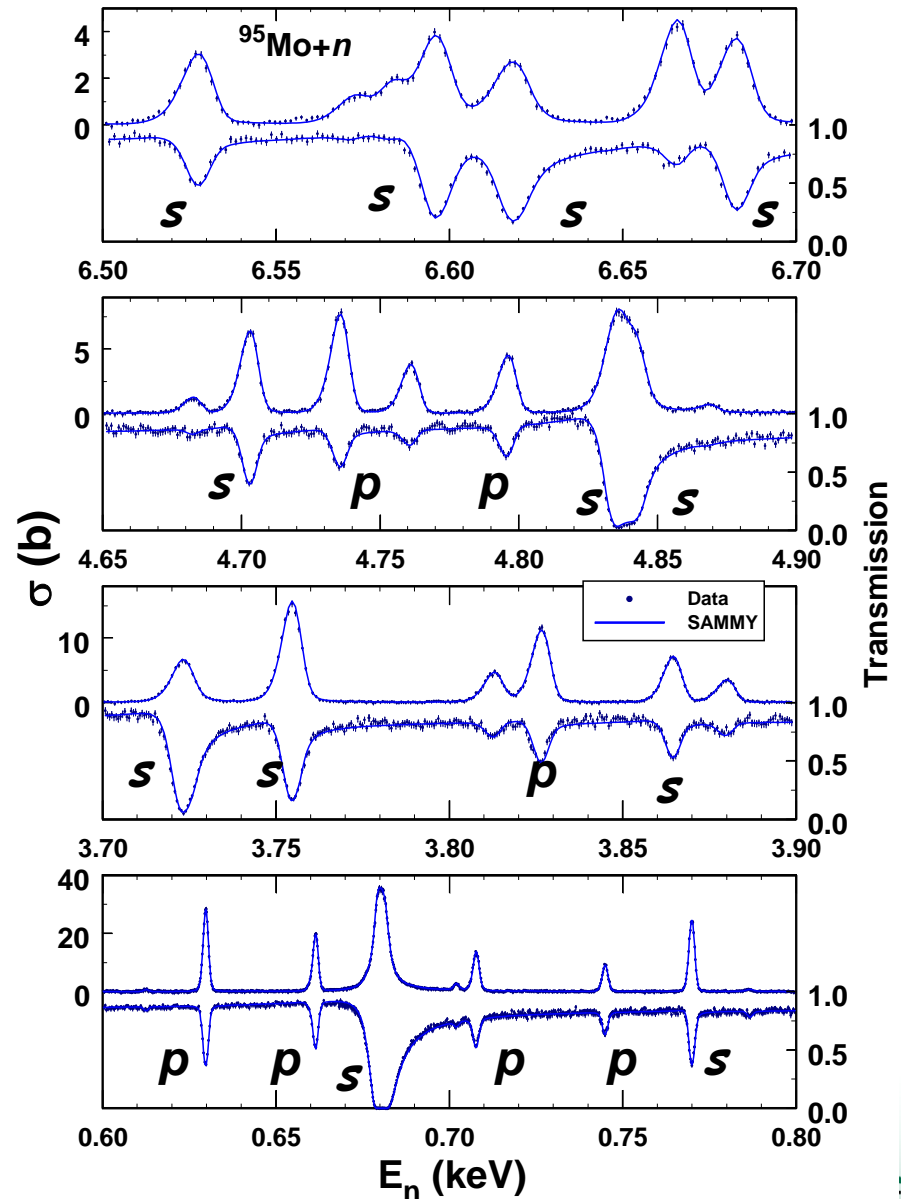 ⁹⁵Mo+n
4
2
0
1.0
0.5
0.0
s s s s
6.50 6.55 6.60 6.65 6.70
5
0
1.0
0.5
0.0
s p p s s
4.65 4.70 4.75 4.80 4.85 4.90
σ (b)
Transmission
Data
SAMMY
10
0
1.0
0.5
0.0
s s p s
3.70 3.75 3.80 3.85 3.90
40
20
0
1.0
0.5
0.0
p p s p p s
0.60 0.65 0.70 0.75 0.80
Eₙ (keV)